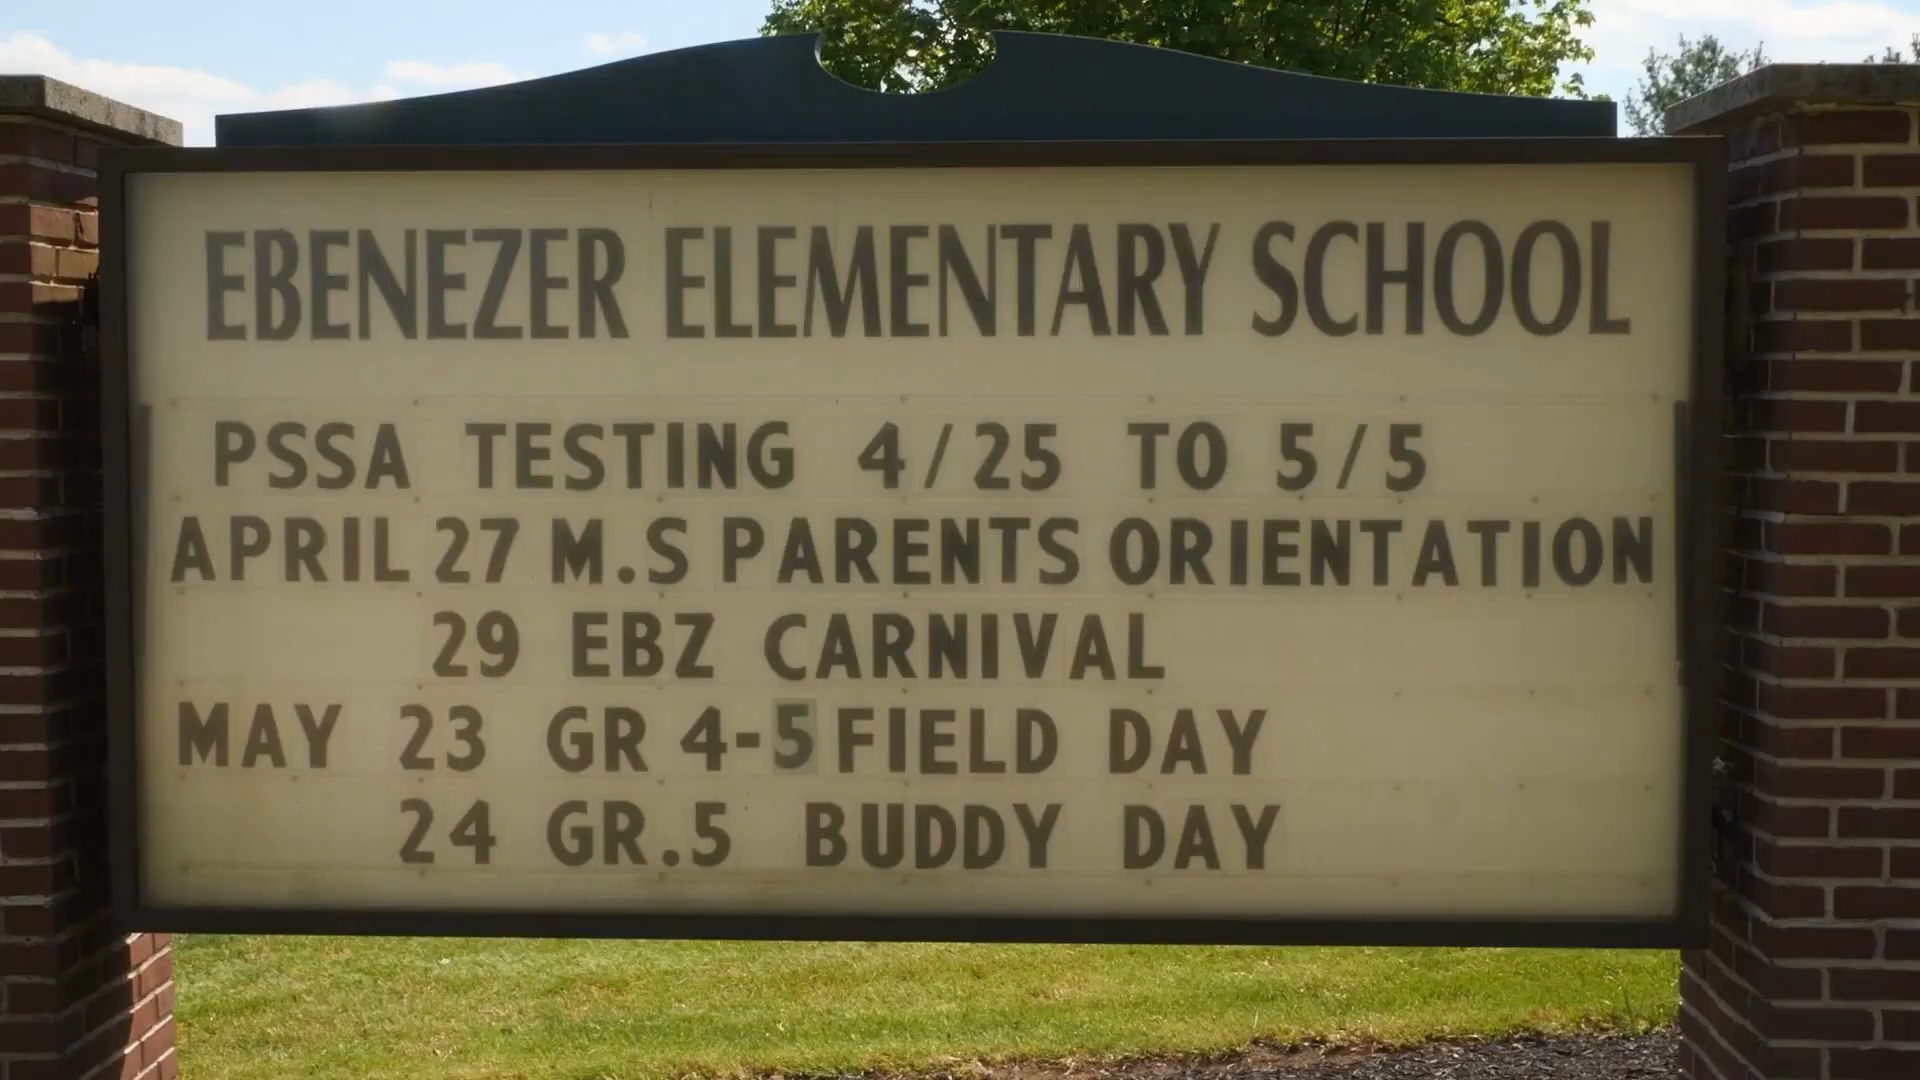 EBENEZER ELEMENTARY SCHOOL
PSSA TESTING 4/25 TO 5/5
APRIL 27 M.S PARENTS ORIENTATION
29 EBZ CARNIVAL
MAY 23 GR 4-5 FIELD DAY
24 GR.5 BUDDY DAY